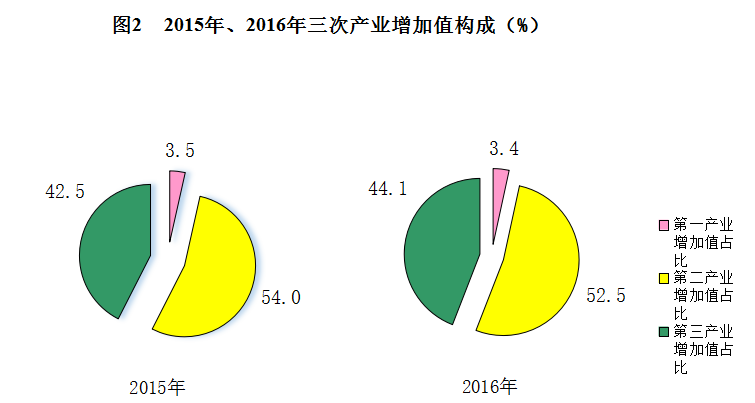 图2 2015年、2016年三次产业增加值构成（%）
3.5
42.5
54.0
2015年
3.4
44.1
52.5
2016年
第一产业
增加值占
比
第二产业
增加值占
比
第三产业
增加值占
比